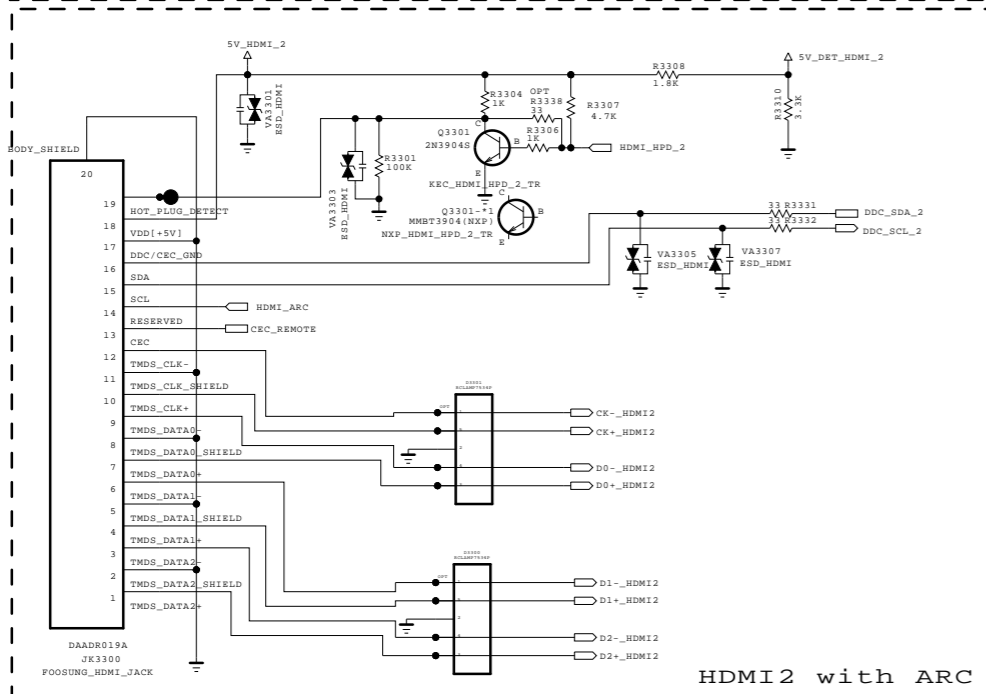 5V_HDMI_2
5V_DET_HDMI_2
VA3301
ESD_HDMI
R3304
1K
OPT
R3338
33
R3307
4.7K
R3308
1.8K
R3310
3.3K
BODY_SHIELD
20
Q3301
2N3904S
C
B
E
R3306
1K
HDMI_HPD_2
R3301
100K
VA3303
ESD_HDMI
KEC_HDMI_HPD_2_TR
Q3301-*1
MMBT3904(NXP)
NXP_HDMI_HPD_2_TR
C
B
E
19
HOT_PLUG_DETECT
18
VDD[+5V]
17
DDC/CEC_GND
16
SDA
15
SCL
14
RESERVED
13
CEC
12
TMDS_CLK-
11
TMDS_CLK_SHIELD
10
TMDS_CLK+
9
TMDS_DATA0-
8
TMDS_DATA0_SHIELD
7
TMDS_DATA0+
6
TMDS_DATA1-
5
TMDS_DATA1_SHIELD
4
TMDS_DATA1+
3
TMDS_DATA2-
2
TMDS_DATA2_SHIELD
1
TMDS_DATA2+
33 R3331
DDC_SDA_2
33 R3332
DDC_SCL_2
VA3305
ESD_HDMI
VA3307
ESD_HDMI
HDMI_ARC
CEC_REMOTE
OPT
CK-_HDMI2
CK+_HDMI2
D0-_HDMI2
D0+_HDMI2
D3300
OPT
D1-_HDMI2
D1+_HDMI2
D2-_HDMI2
D2+_HDMI2
DAADR019A
JK3300
FOOSUNG_HDMI_JACK
HDMI2 with ARC